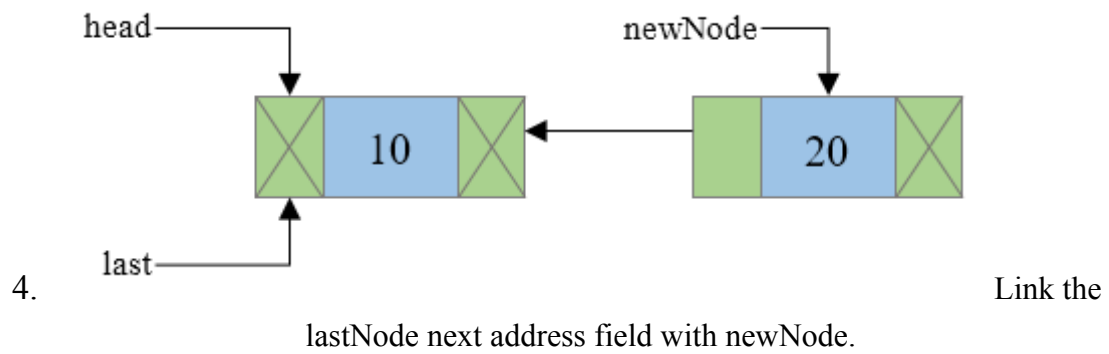 head
newNode
10
20
last
4. Link the
lastNode next address field with newNode.